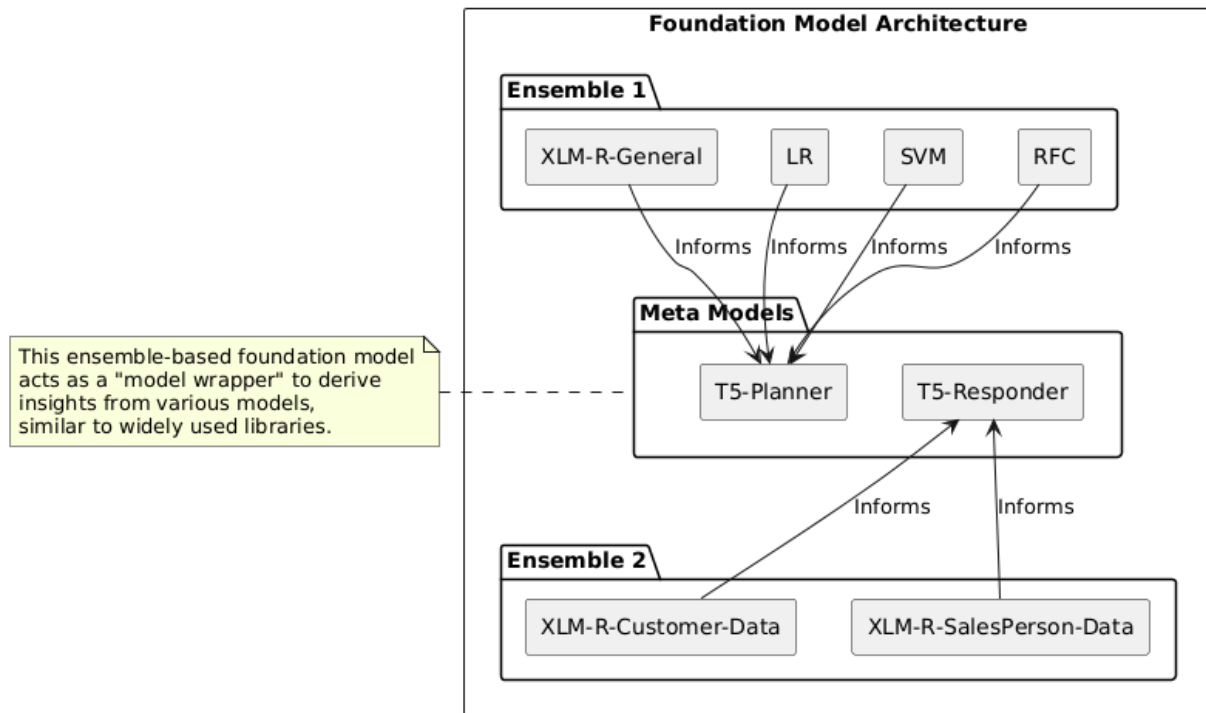 Foundation Model Architecture
Ensemble 1
XLM-R-General
LR
SVM
RFC
Informs
Informs
Informs
Informs
Meta Models
This ensemble-based foundation model
acts as a "model wrapper" to derive
insights from various models,
similar to widely used libraries.
T5-Planner
T5-Responder
Informs
Informs
Ensemble 2
XLM-R-Customer-Data
XLM-R-SalesPerson-Data